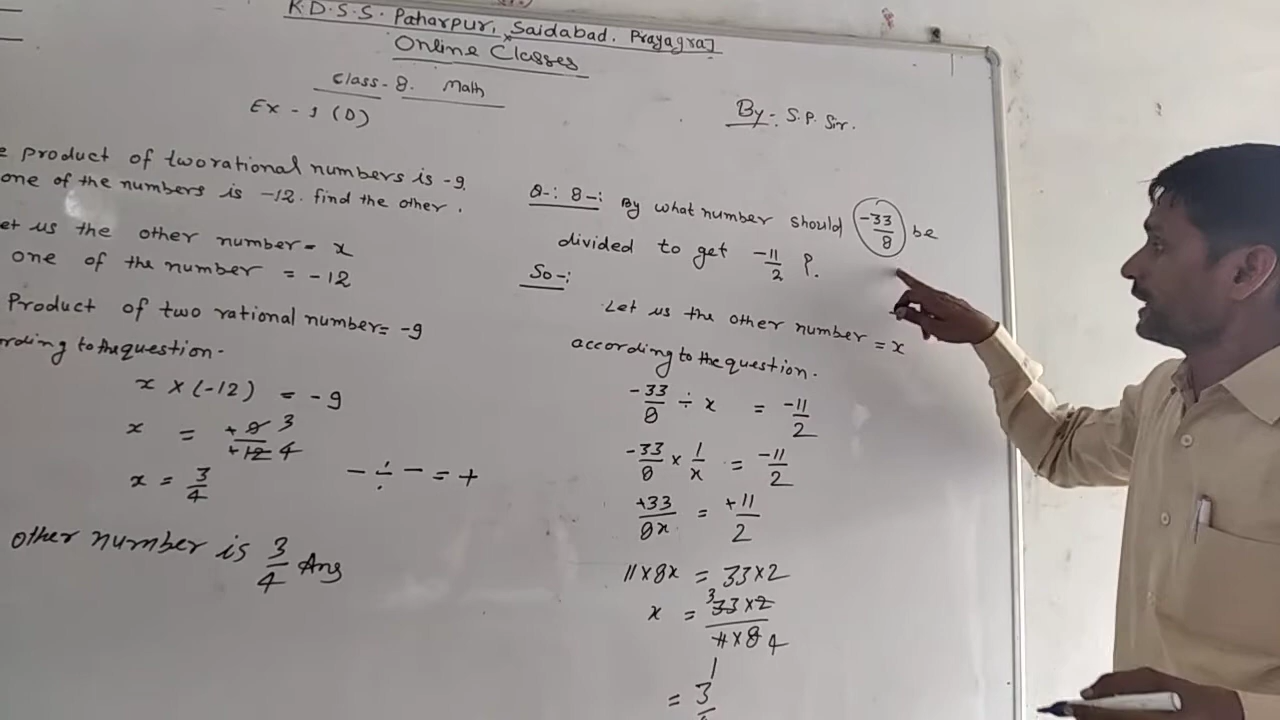 K.D.S.S. Paharpur, Saidabad. Prayagraj
Online Classes
Class-8. Math
Ex - 1 (D)
By-: S.P. Sir.
product of two rational numbers is -9.
one of the numbers is -12. find the other.
us the other number = x
one of the number = -12
Product of two rational number = -9
to the question.
x × (-12) = -9
x = +9 3 / +12 4
x = 3/4
- ÷ - = +
other number is 3/4 Ans
Q-: 8-: By what number should -33/8 be
divided to get -11/2 ?.
So-:
Let us the other number = x
according to the question.
-33/8 ÷ x = -11/2
-33/8 × 1/x = -11/2
+33/8x = +11/2
11×8x = 33×2
x = 3 33×2 / 11×8 4
1
= 3